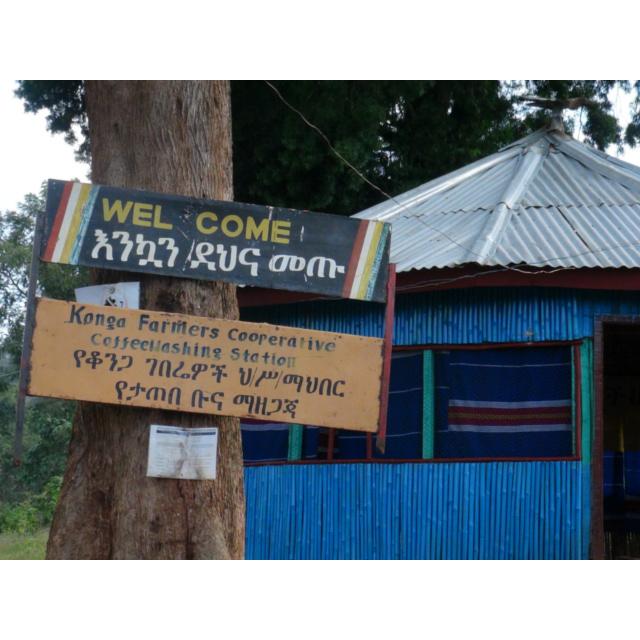 WEL COME
እንኳን/ደህና መጡ
Konga Farmers Cooperative
CoffeeWashing Station
የቆንጋ ገበሬዎች ህ/ሥ/ማህበር
የታጠበ ቡና ማዘጋጃ